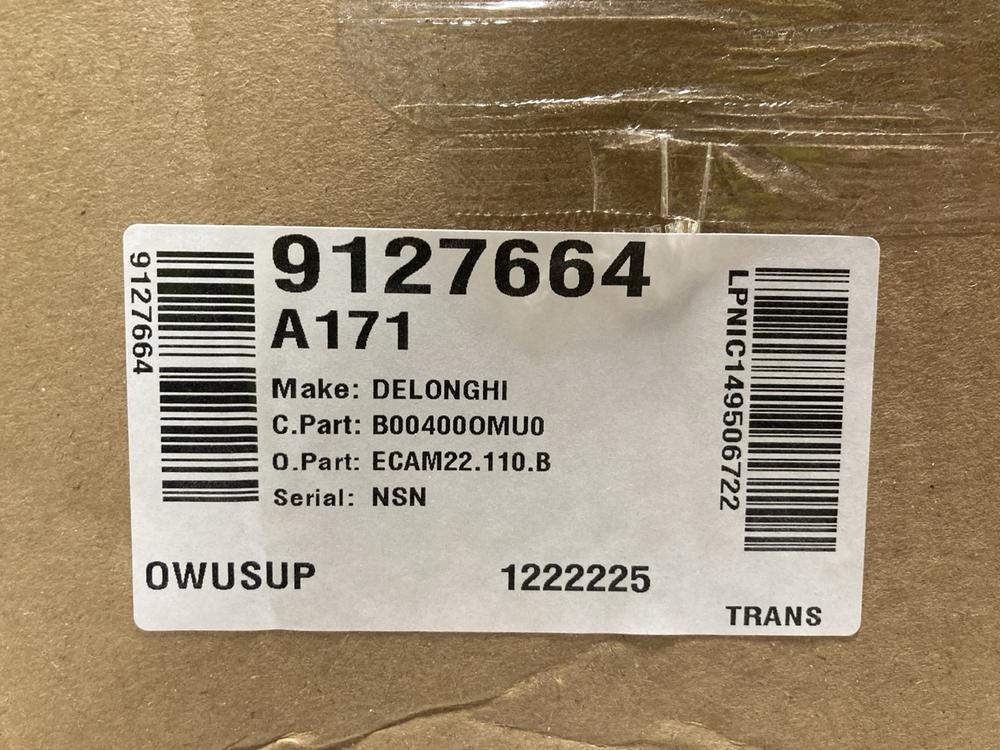 9127664
9127664
A171
Make: DELONGHI
C.Part: B00400OMU0
O.Part: ECAM22.110.B
Serial: NSN
LPNIC149506722
OWUSUP
1222225
TRANS